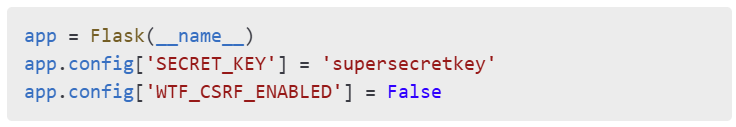 app = Flask(__name__)
app.config['SECRET_KEY'] = 'supersecretkey'
app.config['WTF_CSRF_ENABLED'] = False